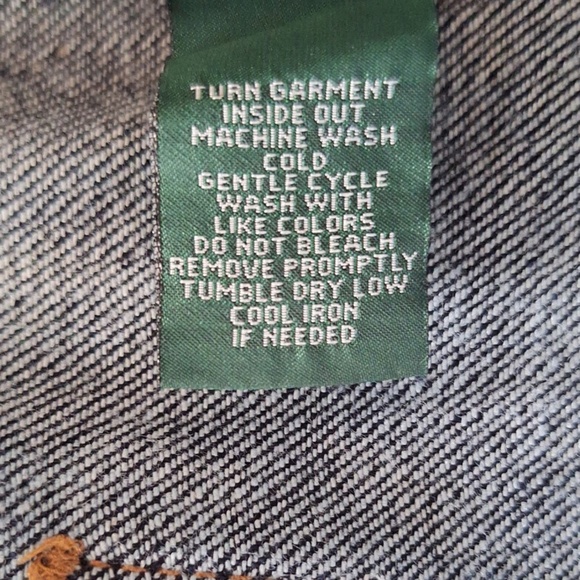 TURN GARMENT
INSIDE OUT
MACHINE WASH
COLD
GENTLE CYCLE
WASH WITH
LIKE COLORS
DO NOT BLEACH
REMOVE PROMPTLY
TUMBLE DRY LOW
COOL IRON
IF NEEDED